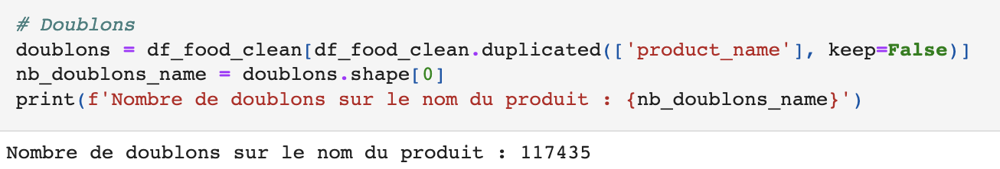 # Doublons
doublons = df_food_clean[df_food_clean.duplicated(['product_name'], keep=False)]
nb_doublons_name = doublons.shape[0]
print(f'Nombre de doublons sur le nom du produit : {nb_doublons_name}')
Nombre de doublons sur le nom du produit : 117435